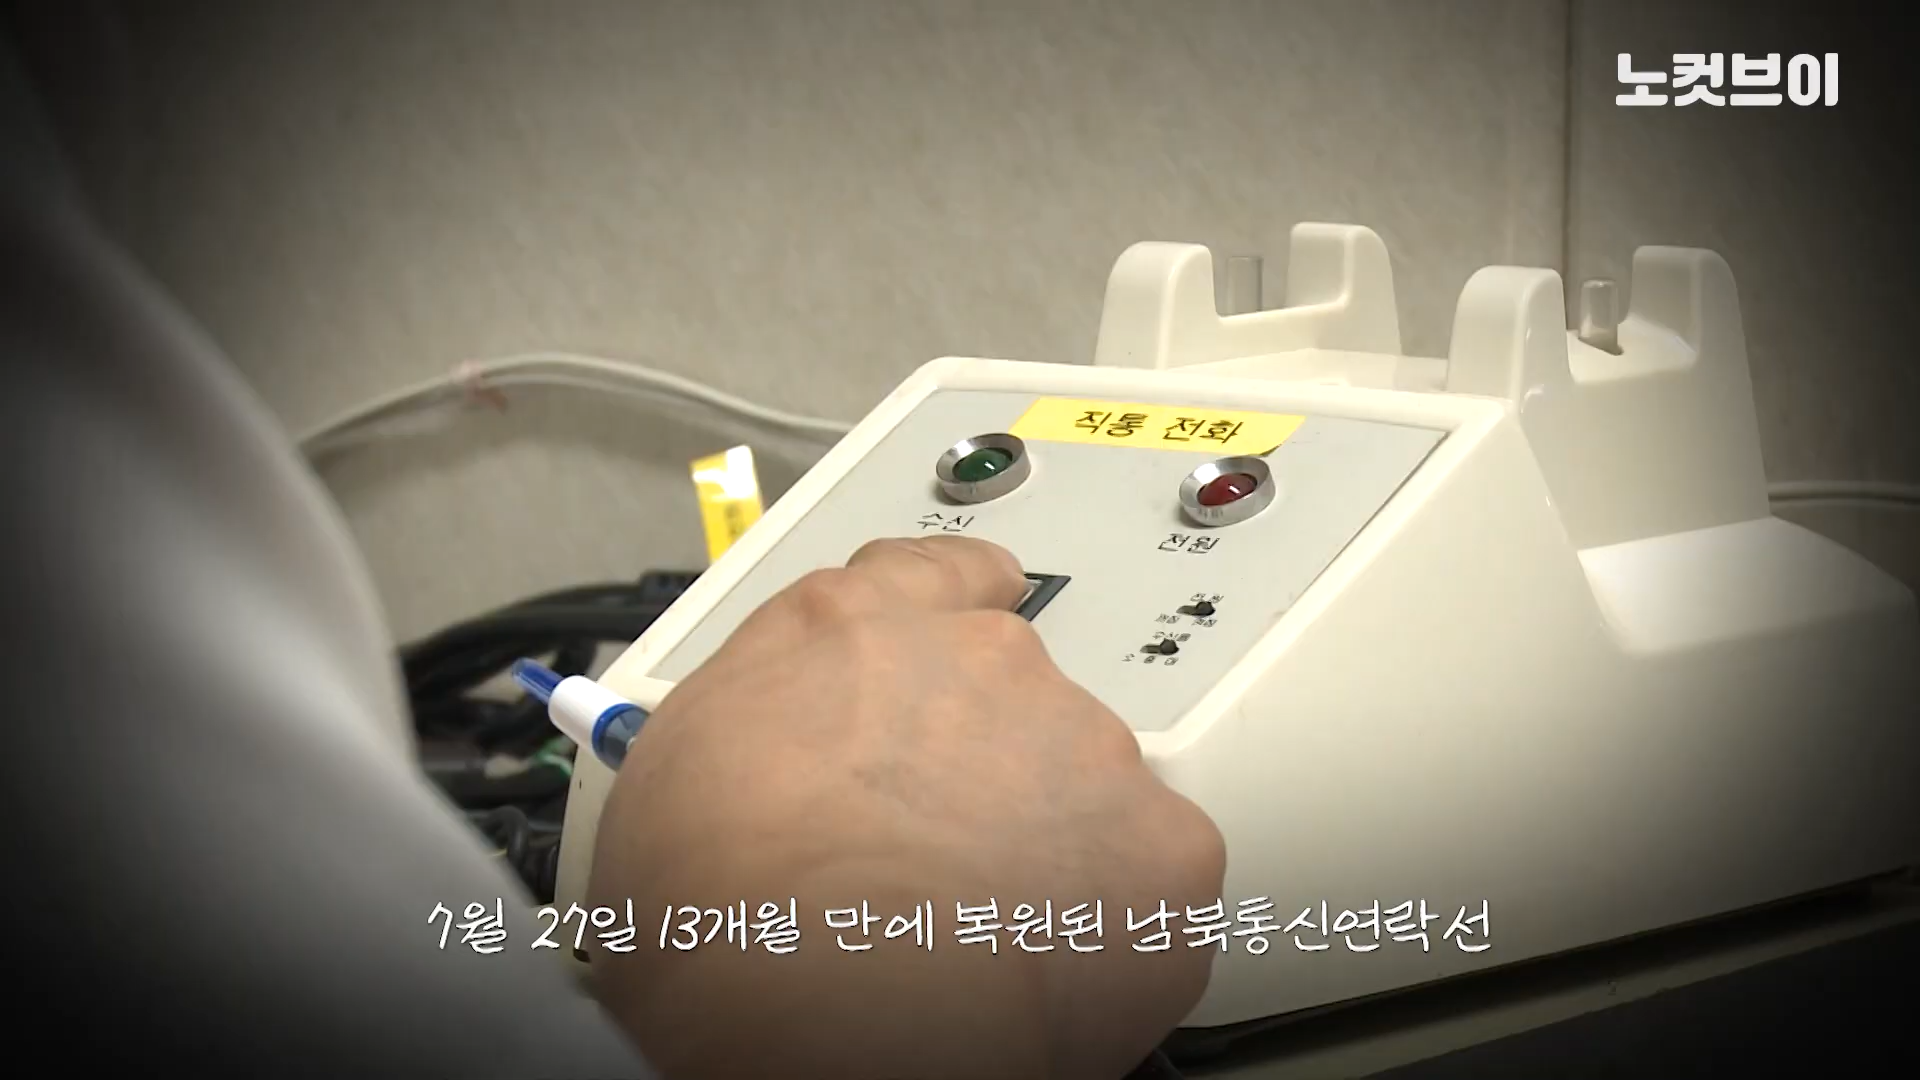 노컷브이
직통 전화
수신
전원
7월 27일 13개월 만에 복원된 남북통신연락선